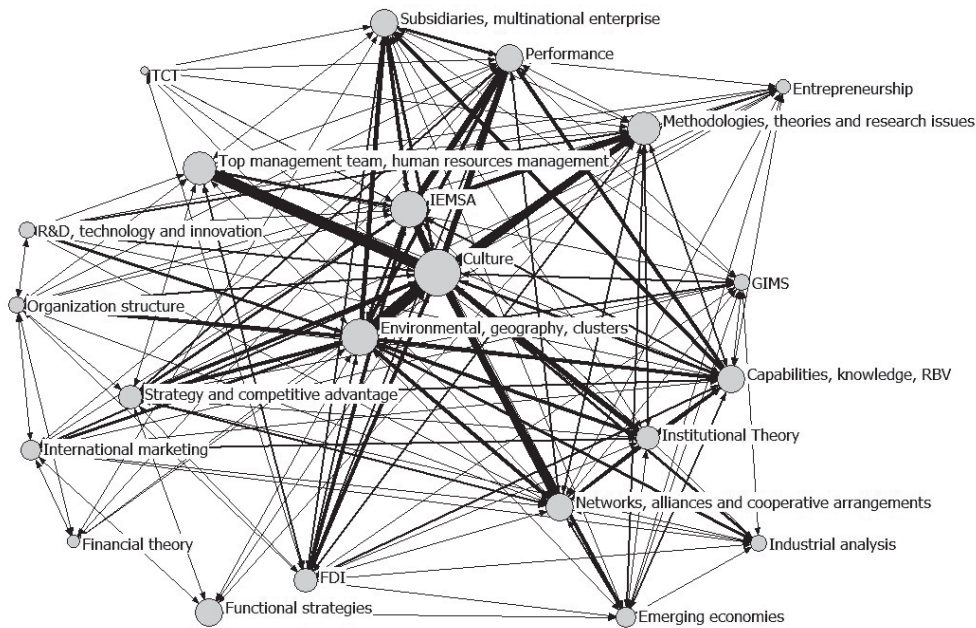 Subsidiaries, multinational enterprise
Performance
TCT
Entrepreneurship
Methodologies, theories and research issues
Top management team, human resources management
IEMSA
R&D, technology and innovation
Culture
GIMS
Organization structure
Environmental, geography, clusters
Capabilities, knowledge, RBV
Strategy and competitive advantage
Institutional Theory
International marketing
Networks, alliances and cooperative arrangements
Financial theory
Industrial analysis
FDI
Functional strategies
Emerging economies